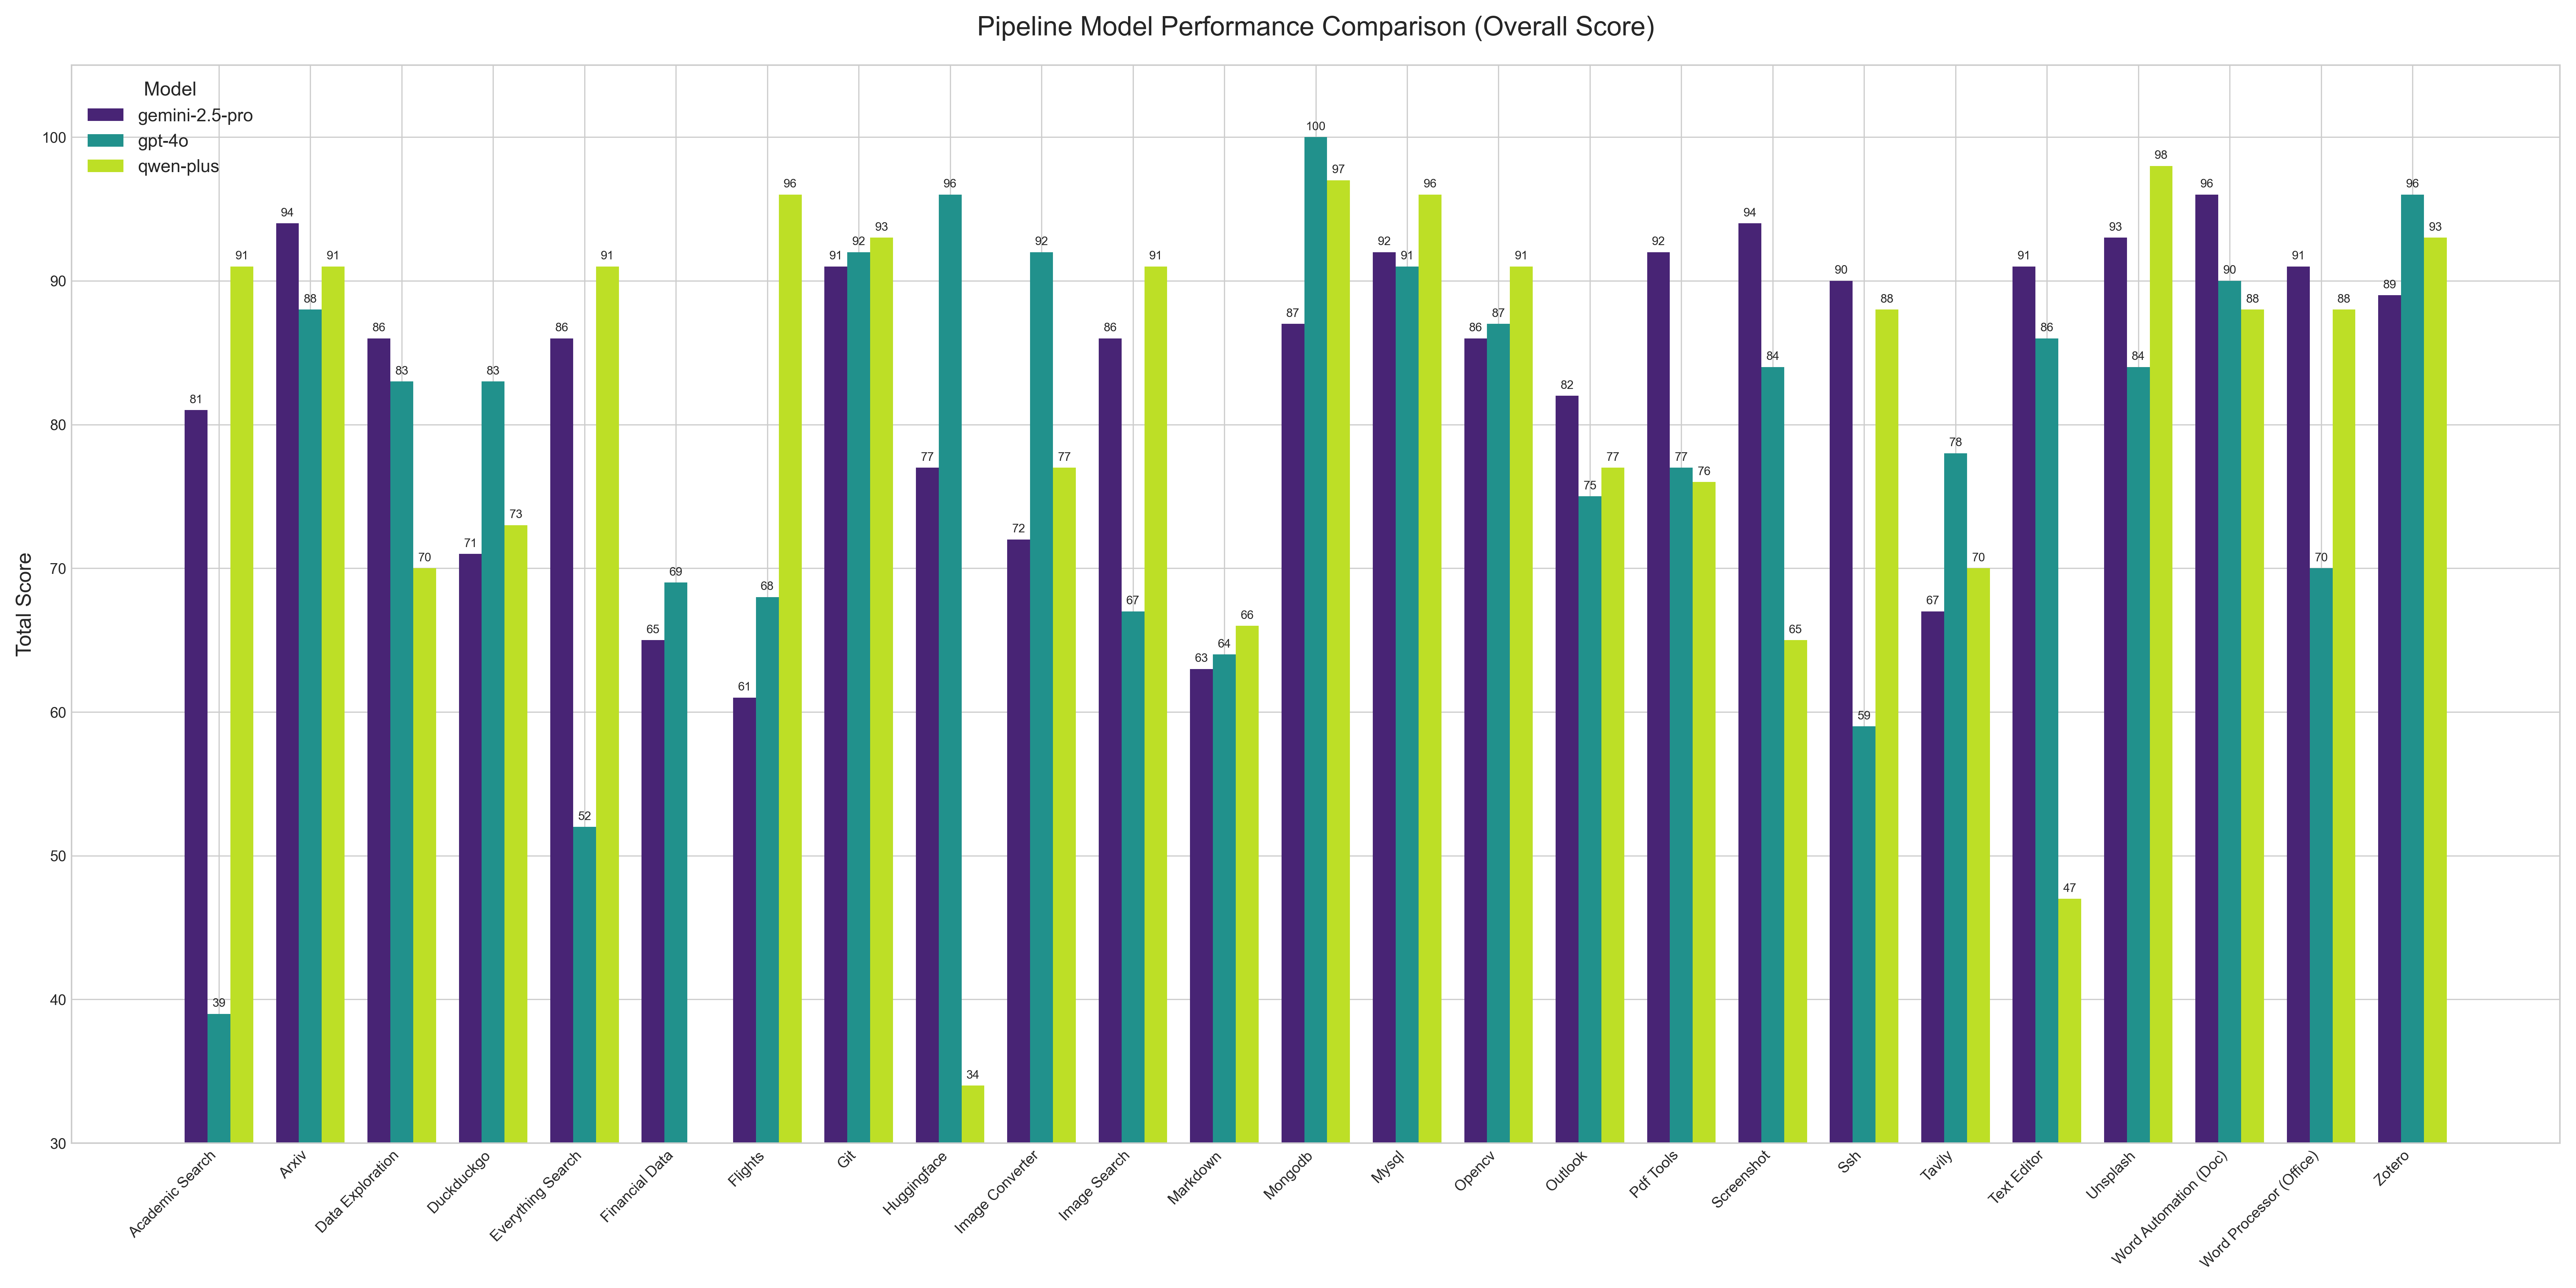 Pipeline Model Performance Comparison (Overall Score)
Model
gemini-2.5-pro
gpt-4o
qwen-plus
Total Score
100
90
80
70
60
50
40
30
81 39 91
94 88 91
86 83 70
71 83 73
86 52 91
65 69
61 68 96
91 92 93
77 96 34
72 92 77
86 67 91
63 64 66
87 100 97
92 91 96
86 87 91
82 75 77
92 77 76
94 84 65
90 59 88
67 78 70
91 86 47
93 84 98
96 90 88
91 70 88
89 96 93
Academic Search
Arxiv
Data Exploration
Duckduckgo
Everything Search
Financial Data
Flights
Git
Huggingface
Image Converter
Image Search
Markdown
Mongodb
Mysql
Opencv
Outlook
Pdf Tools
Screenshot
Ssh
Tavily
Text Editor
Unsplash
Word Automation (Doc)
Word Processor (Office)
Zotero